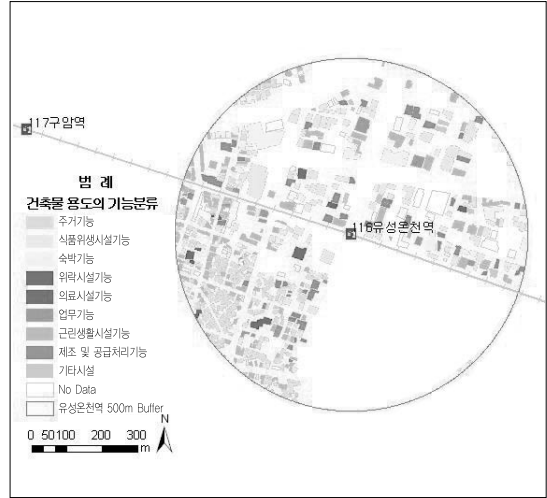 117구암역
116유성온천역
범 례
건축물 용도의 기능분류
주거기능
식품위생시설기능
숙박기능
위락시설기능
의료시설기능
업무기능
근린생활시설기능
제조 및 공급처리기능
기타시설
No Data
유성온천역 500m Buffer
N
0 50100 200 300
m